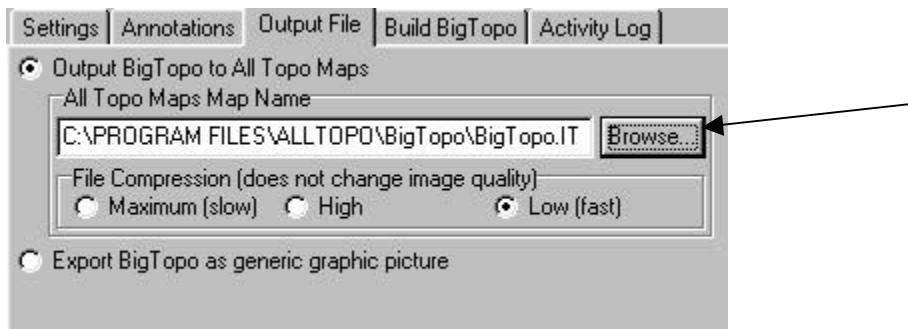 Settings Annotations Output File Build BigTopo Activity Log
Output BigTopo to All Topo Maps
All Topo Maps Map Name
C:\PROGRAM FILES\ALLTOPO\BigTopo\BigTopo.IT Browse...
File Compression (does not change image quality)
Maximum (slow) High Low (fast)
Export BigTopo as generic graphic picture